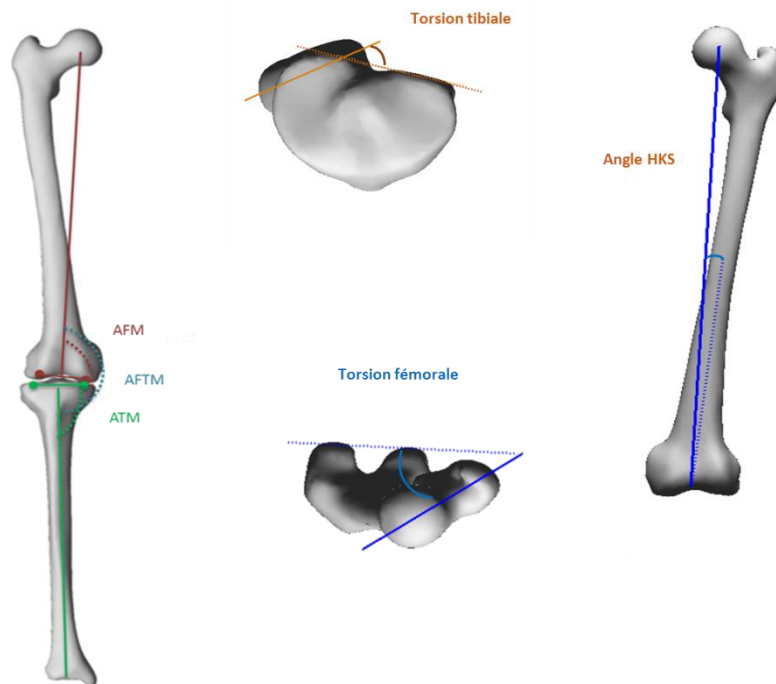 Torsion tibiale
Angle HKS
AFM
AFTM
ATM
Torsion fémorale